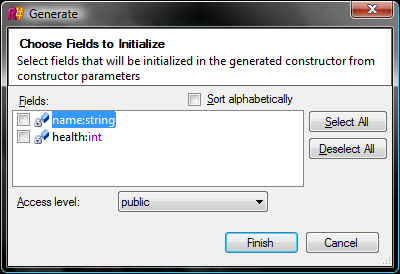 Generate
Choose Fields to Initialize
Select fields that will be initialized in the generated constructor from
constructor parameters
Fields:
Sort alphabetically
name:string
health:int
Select All
Deselect All
Access level:
public
Finish
Cancel